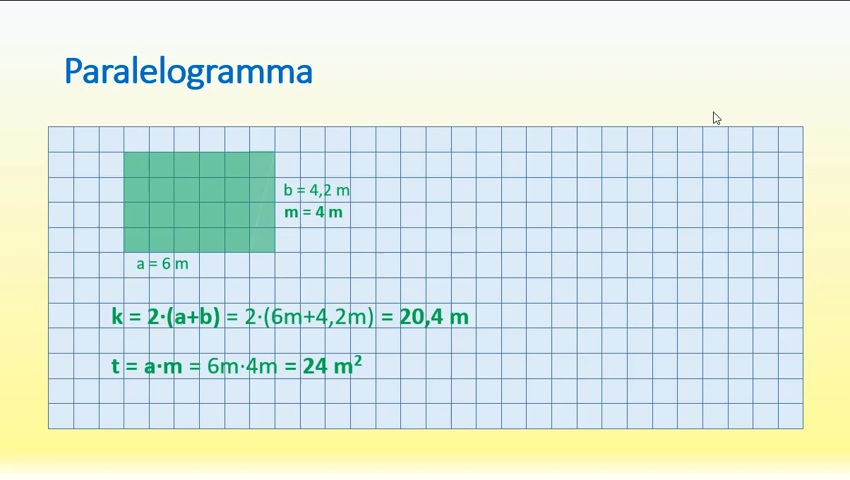 Paralelogramma
b = 4,2 m
m = 4 m
a = 6 m
k = 2·(a+b) = 2·(6m+4,2m) = 20,4 m
t = a·m = 6m·4m = 24 m²